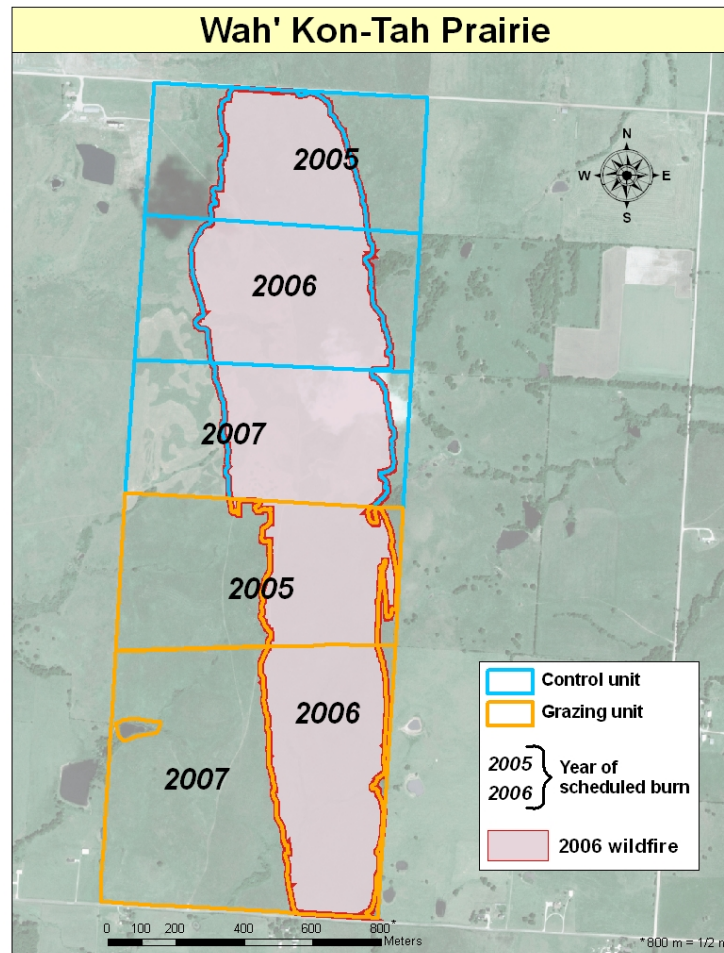 Wah' Kon-Tah Prairie
N
W E
S
2005
2006
2007
2005
2006
2007
Control unit
Grazing unit
2005
2006
Year of
scheduled burn
2006 wildfire
0 100 200 400 600 800 *
Meters
*800 m = 1/2 m